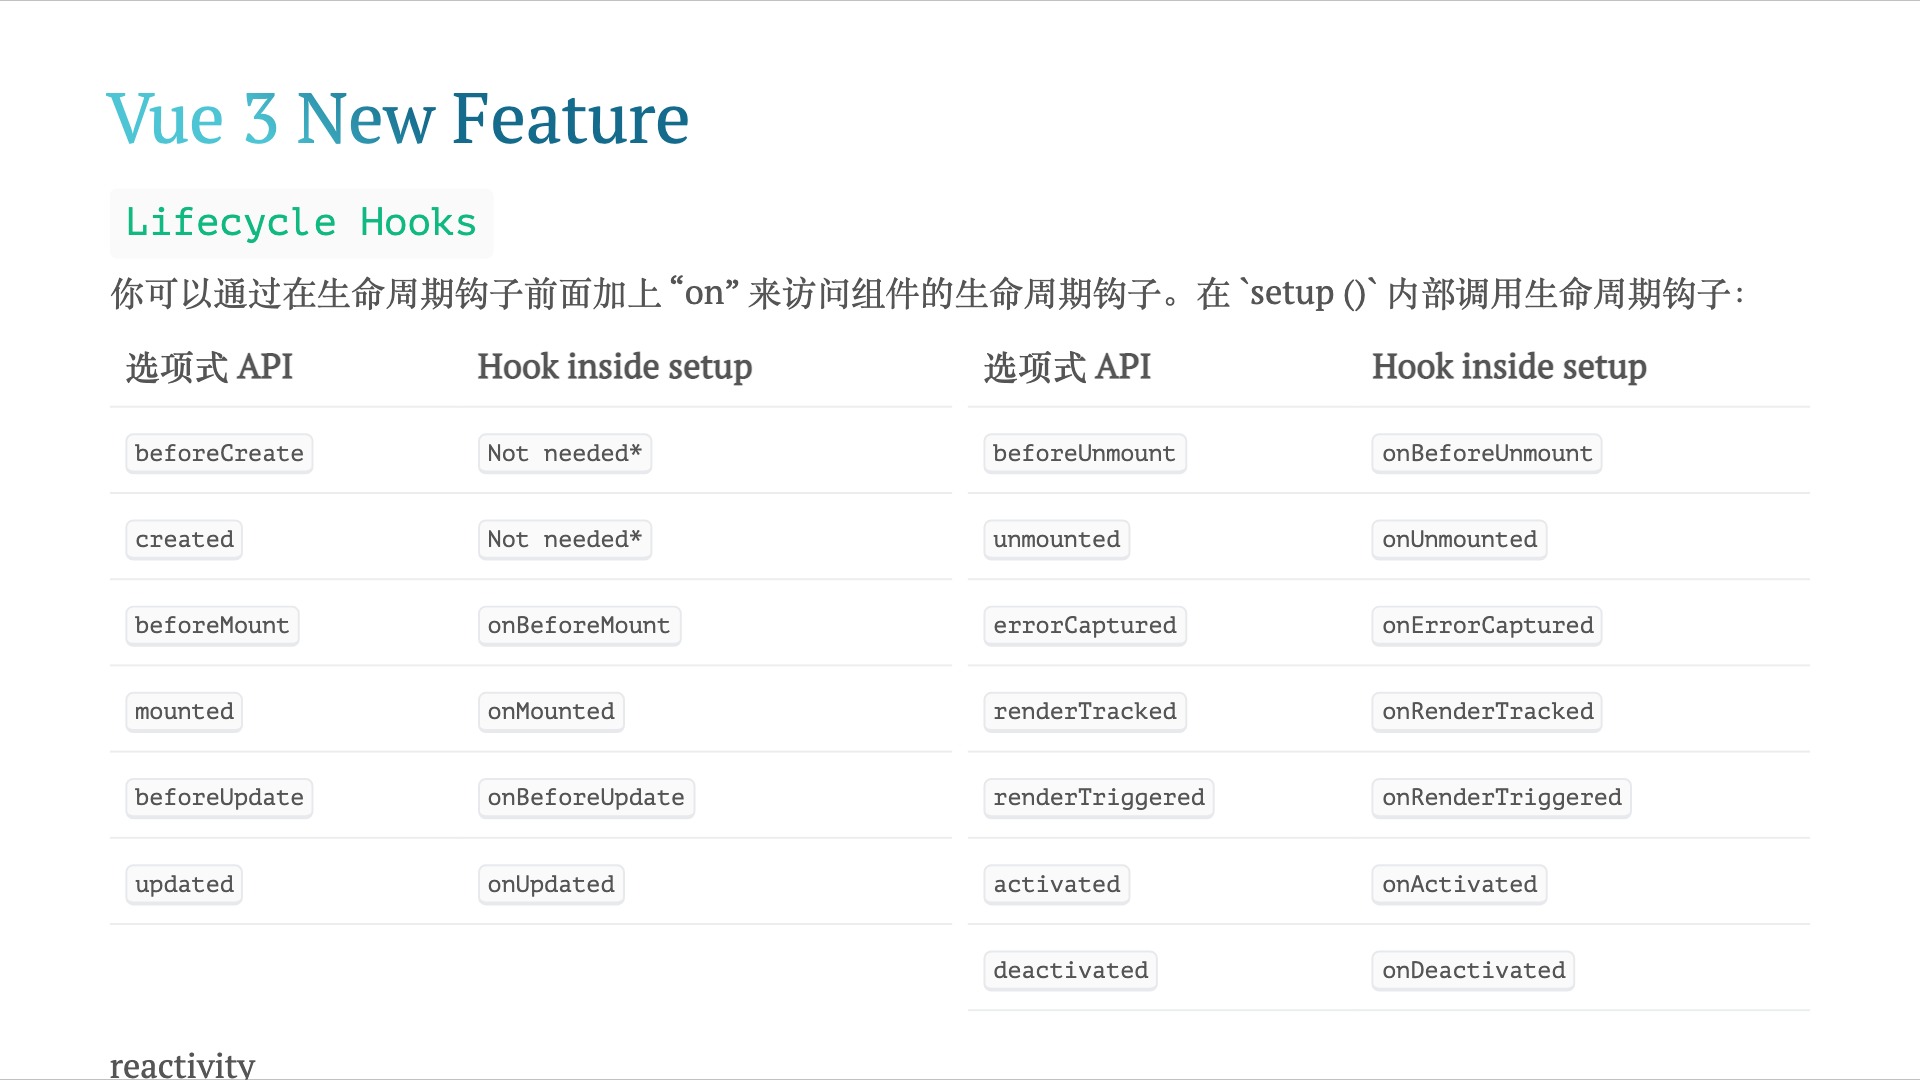 Vue 3 New Feature
Lifecycle Hooks
你可以通过在生命周期钩子前面加上 “on” 来访问组件的生命周期钩子。在 `setup ()` 内部调用生命周期钩子：
选项式 API Hook inside setup
beforeCreate Not needed*
created Not needed*
beforeMount onBeforeMount
mounted onMounted
beforeUpdate onBeforeUpdate
updated onUpdated
选项式 API Hook inside setup
beforeUnmount onBeforeUnmount
unmounted onUnmounted
errorCaptured onErrorCaptured
renderTracked onRenderTracked
renderTriggered onRenderTriggered
activated onActivated
deactivated onDeactivated
reactivity